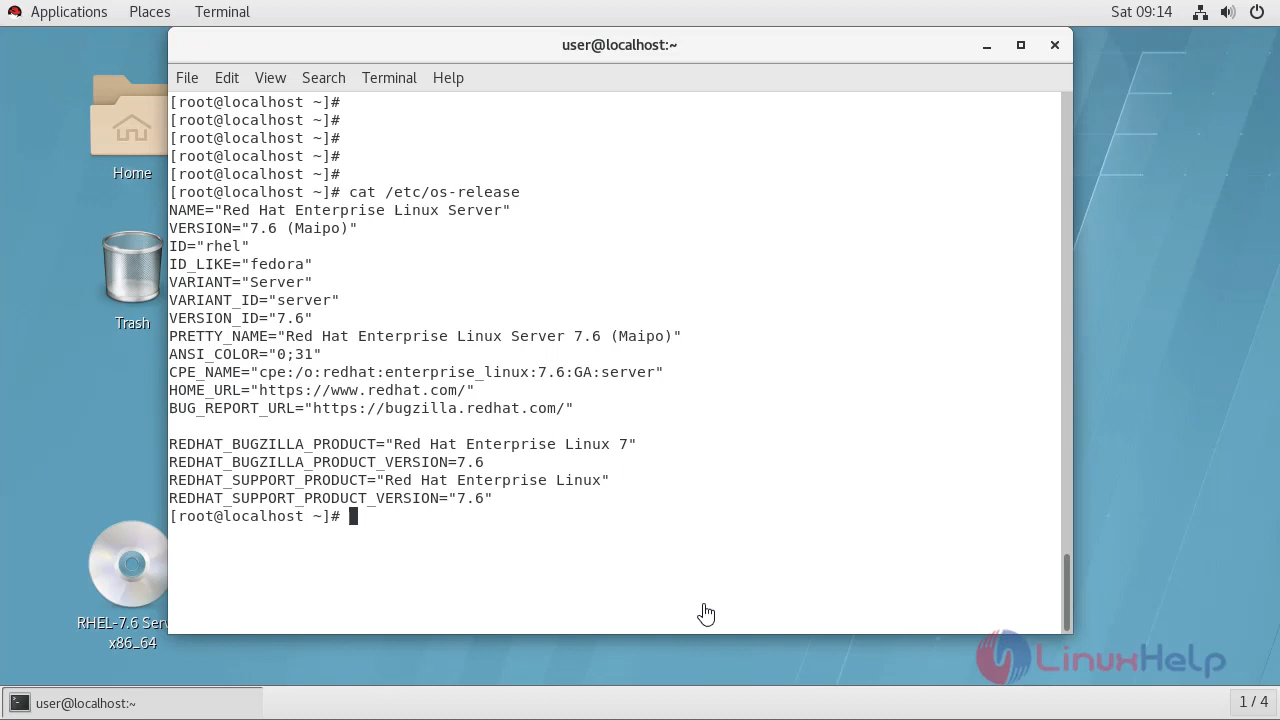 Applications Places Terminal Sat 09:14
user@localhost:~
File Edit View Search Terminal Help
[root@localhost ~]#
[root@localhost ~]#
[root@localhost ~]#
[root@localhost ~]#
[root@localhost ~]#
[root@localhost ~]# cat /etc/os-release
NAME="Red Hat Enterprise Linux Server"
VERSION="7.6 (Maipo)"
ID="rhel"
ID_LIKE="fedora"
VARIANT="Server"
VARIANT_ID="server"
VERSION_ID="7.6"
PRETTY_NAME="Red Hat Enterprise Linux Server 7.6 (Maipo)"
ANSI_COLOR="0;31"
CPE_NAME="cpe:/o:redhat:enterprise_linux:7.6:GA:server"
HOME_URL="https://www.redhat.com/"
BUG_REPORT_URL="https://bugzilla.redhat.com/"
REDHAT_BUGZILLA_PRODUCT="Red Hat Enterprise Linux 7"
REDHAT_BUGZILLA_PRODUCT_VERSION=7.6
REDHAT_SUPPORT_PRODUCT="Red Hat Enterprise Linux"
REDHAT_SUPPORT_PRODUCT_VERSION="7.6"
[root@localhost ~]#
Home
Trash
RHEL-7.6 Serv
x86_64
LinuxHelp
user@localhost:~
1 / 4